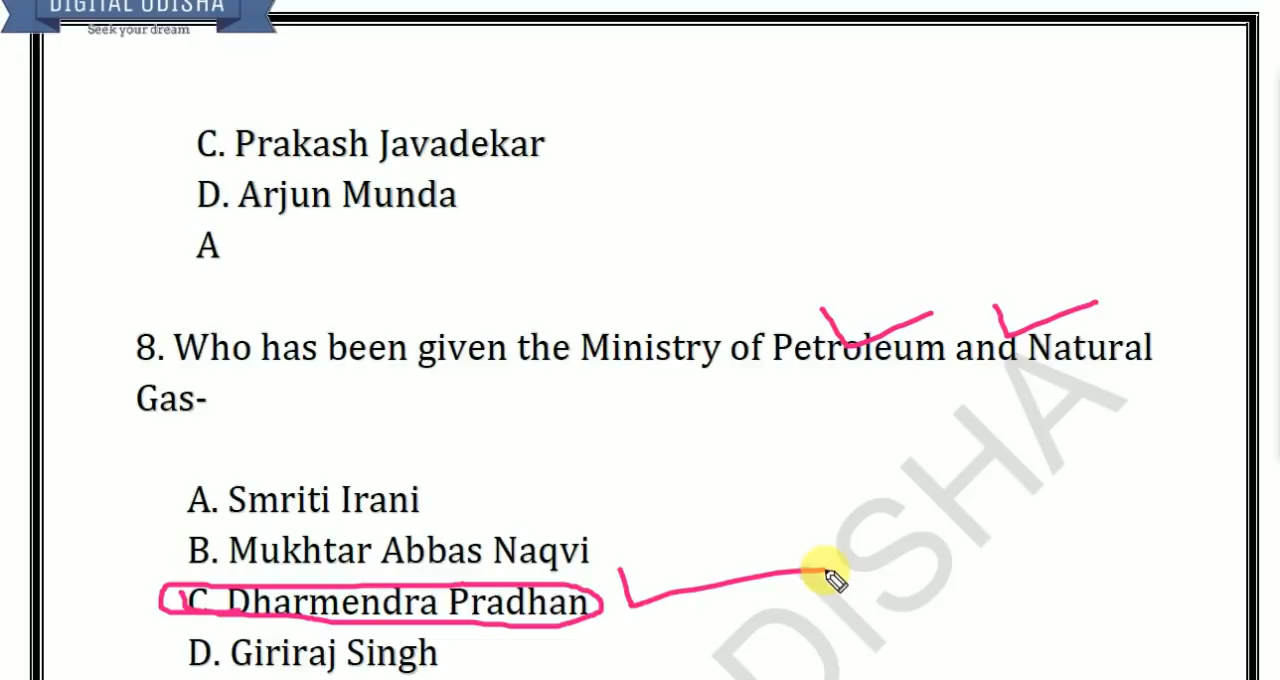 DIGITAL ODISHA
Seek your dream
C. Prakash Javadekar
D. Arjun Munda
A
8. Who has been given the Ministry of Petroleum and Natural
Gas-
A. Smriti Irani
B. Mukhtar Abbas Naqvi
C. Dharmendra Pradhan
D. Giriraj Singh
DISHA